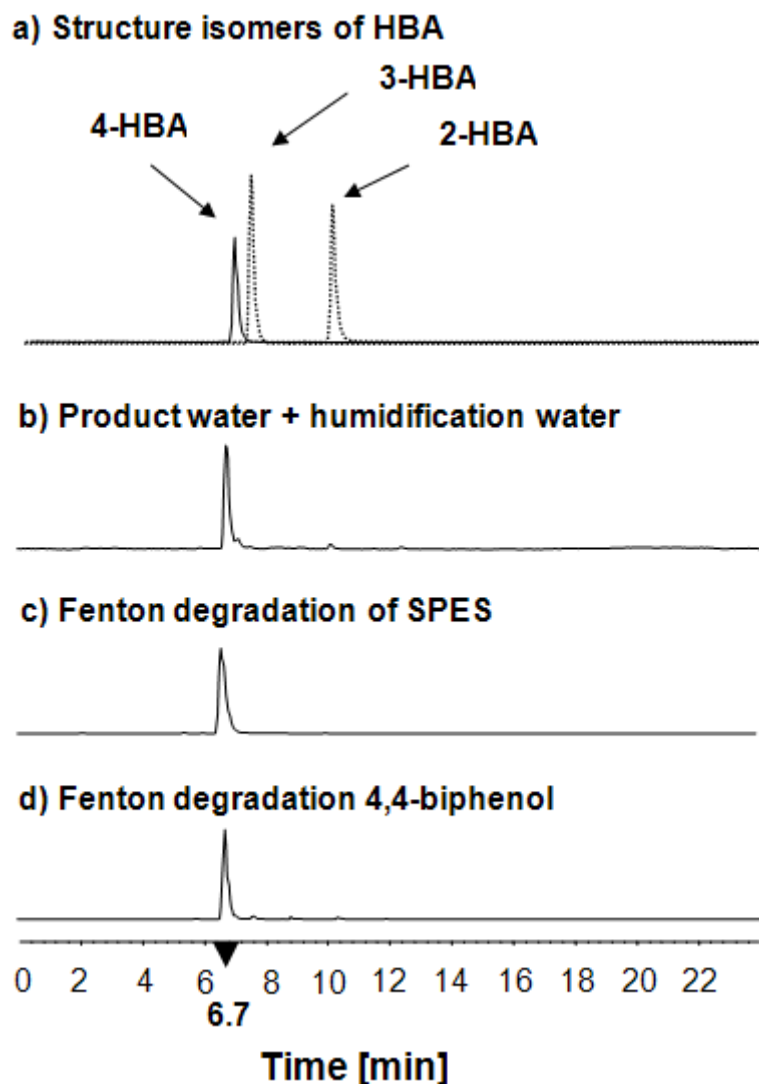 a) Structure isomers of HBA
3-HBA
4-HBA
2-HBA
b) Product water + humidification water
c) Fenton degradation of SPES
d) Fenton degradation 4,4-biphenol
0 2 4 6 8 10 12 14 16 18 20 22
6.7
Time [min]